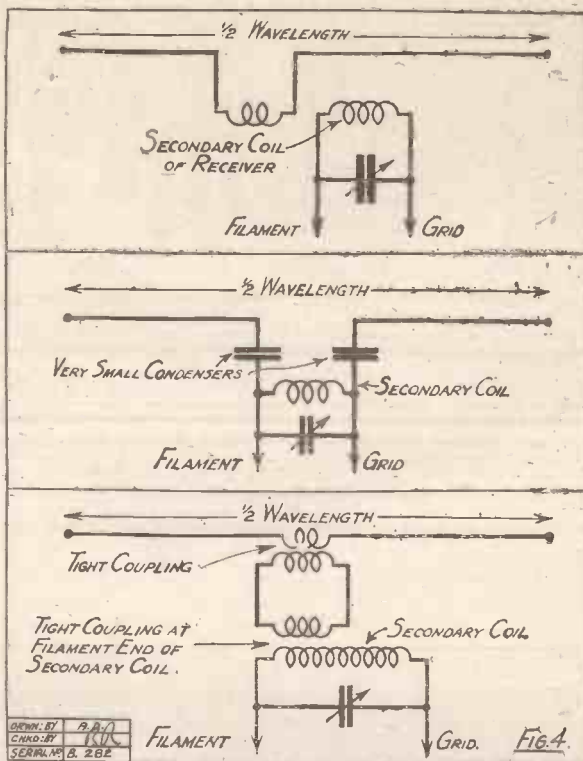 ½ WAVELENGTH
SECONDARY COIL
OF RECEIVER
FILAMENT GRID
½ WAVELENGTH
VERY SMALL CONDENSERS
SECONDARY COIL
FILAMENT GRID
½ WAVELENGTH
TIGHT COUPLING
TIGHT COUPLING AT
FILAMENT END OF
SECONDARY COIL.
SECONDARY COIL
FILAMENT GRID.
DRWN: BY
CHKD: BY
SERIAL Nº B. 282
FIG. 4.